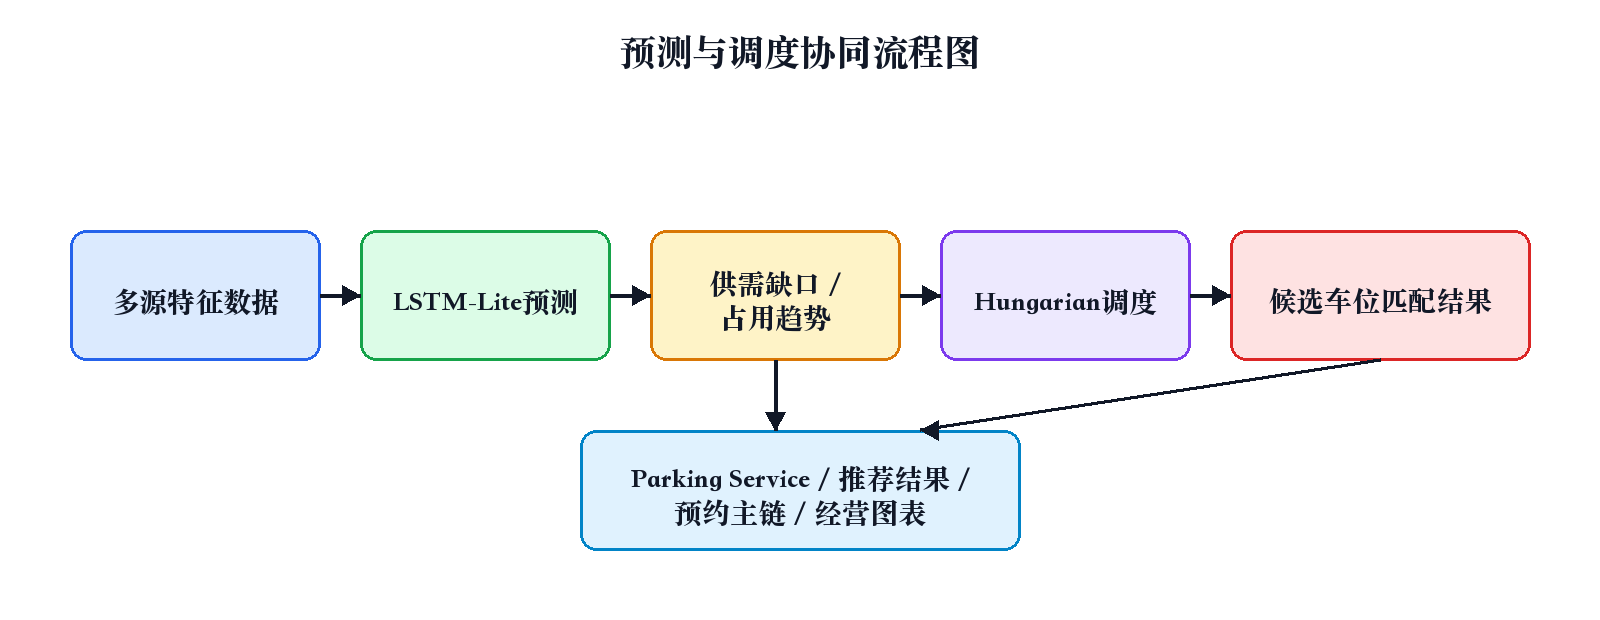 预测与调度协同流程图
多源特征数据
LSTM-Lite预测
供需缺口 /
占用趋势
Hungarian调度
候选车位匹配结果
Parking Service / 推荐结果 /
预约主链 / 经营图表